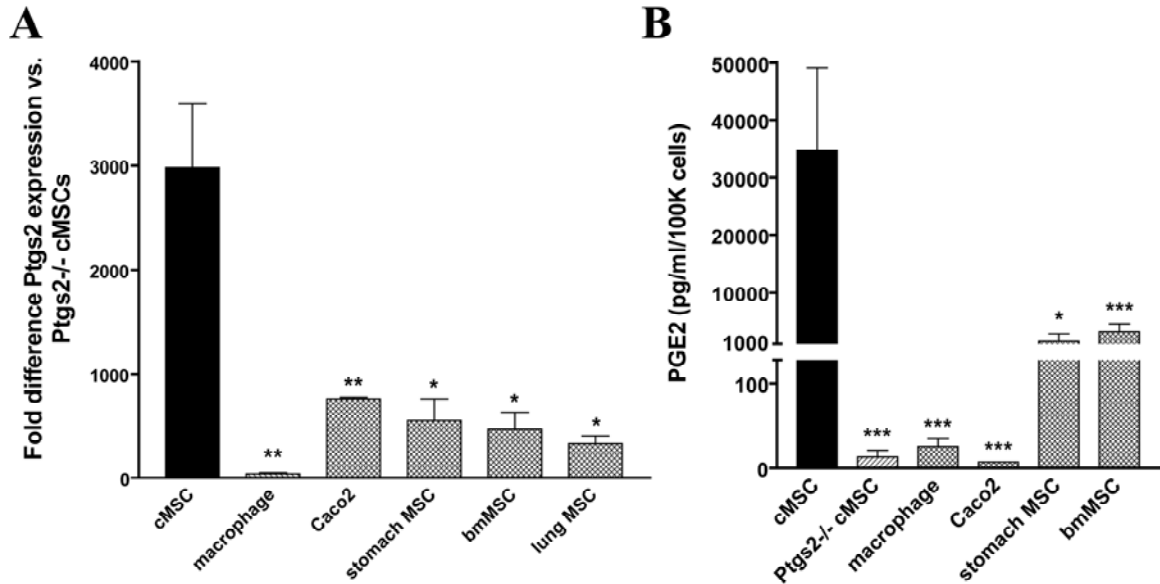 A
Fold difference Ptgs2 expression vs.
Ptgs2-/- cMSCs
4000
3000
2000
1000
0
**
**
*
*
*
cMSC
macrophage
Caco2
stomach MSC
bmMSC
lung MSC
B
PGE2 (pg/ml/100K cells)
50000
40000
30000
20000
10000
1000
100
0
***
***
***
*
***
cMSC
Ptgs2-/- cMSC
macrophage
Caco2
stomach MSC
bmMSC